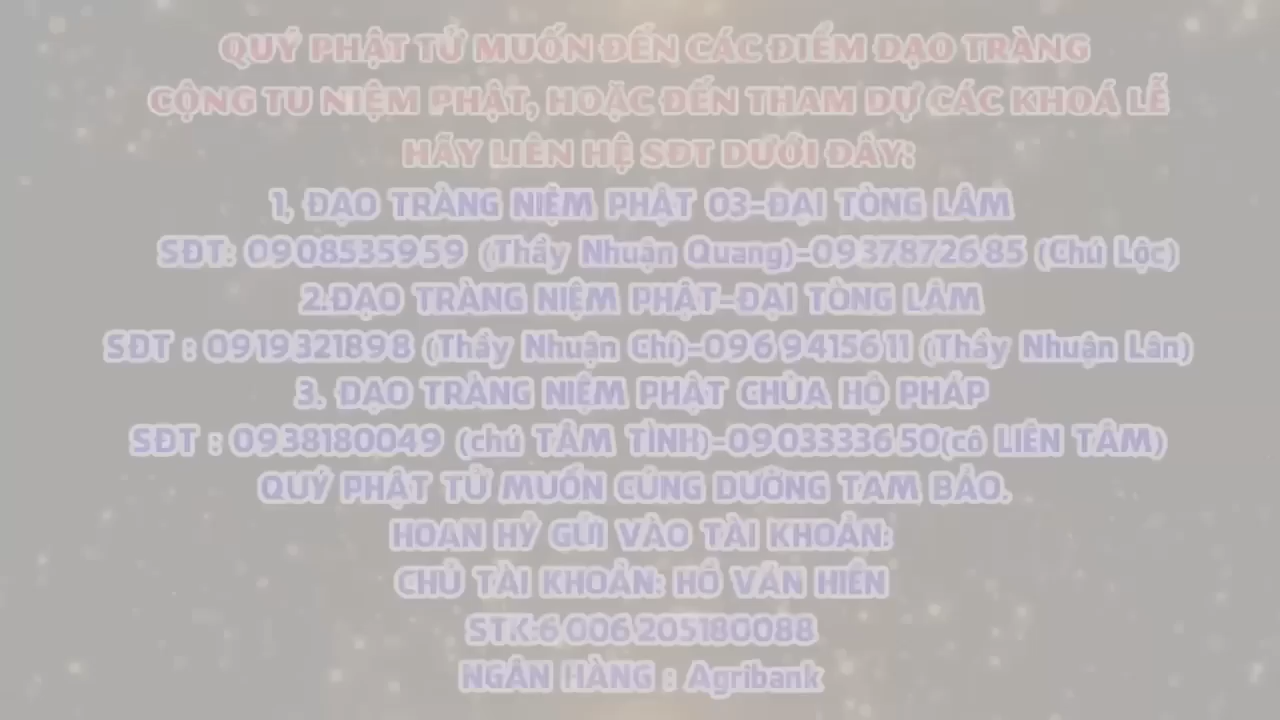 QUÝ PHẬT TỬ MUỐN ĐẾN CÁC ĐIỂM ĐẠO TRÀNG
CỘNG TU NIỆM PHẬT, HOẶC ĐẾN THAM DỰ CÁC KHOÁ LỄ
HÃY LIÊN HỆ SĐT DƯỚI ĐÂY:
1, ĐẠO TRÀNG NIỆM PHẬT 03-ĐẠI TÒNG LÂM
SĐT: 0908535959 (Thầy Nhuận Quang)-0937872685 (Chú Lộc)
2.ĐẠO TRÀNG NIỆM PHẬT-ĐẠI TÒNG LÂM
SĐT : 0919321898 (Thầy Nhuận Chí)-0969415611 (Thầy Nhuận Lân)
3. ĐẠO TRÀNG NIỆM PHẬT CHÙA HỘ PHÁP
SĐT : 0938180049 (chú TÂM TÌNH)-0903333650(cô LIÊN TÂM)
QUÝ PHẬT TỬ MUỐN CÚNG DƯỜNG TAM BẢO.
HOAN HỶ GỬI VÀO TÀI KHOẢN:
CHỦ TÀI KHOẢN: HỒ VĂN HIẾN
STK:6006205180088
NGÂN HÀNG : Agribank